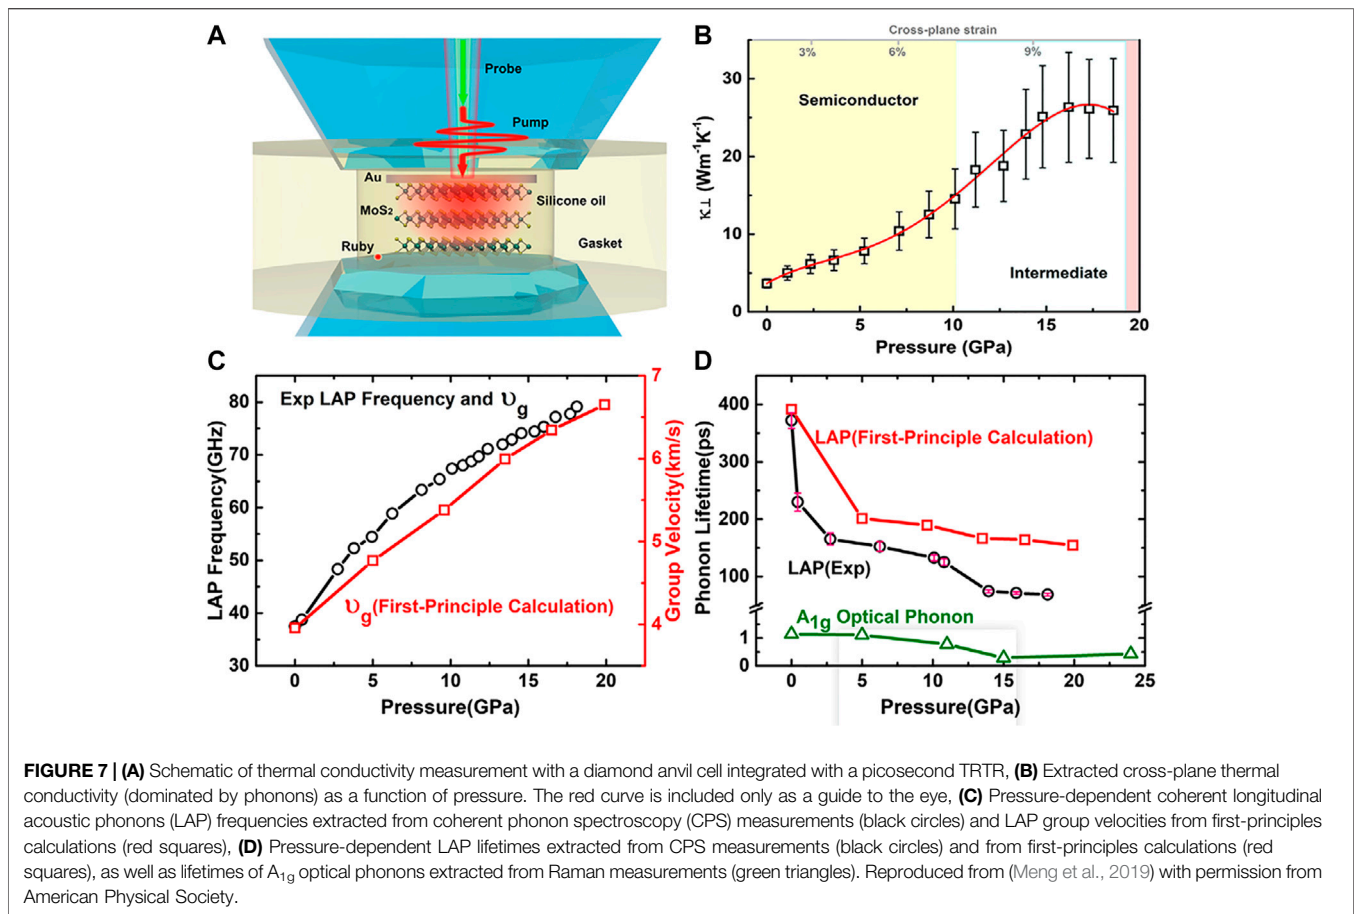 A
Probe
Pump
Au
MoS2
Silicone oil
Ruby
Gasket
B
Cross-plane strain
3% 6% 9%
Semiconductor
Intermediate
κ⊥ (Wm⁻¹K⁻¹)
30
20
10
0
0 5 10 15 20
Pressure (GPa)
C
Exp LAP Frequency and υg
υg(First-Principle Calculation)
LAP Frequency(GHz)
80
70
60
50
40
30
Group Velocity(km/s)
7
6
5
4
0 5 10 15 20
Pressure(GPa)
D
LAP(First-Principle Calculation)
LAP(Exp)
A1g Optical Phonon
Phonon Lifetime(ps)
400
300
200
100
1
0
0 5 10 15 20 25
Pressure(GPa)
FIGURE 7 | (A) Schematic of thermal conductivity measurement with a diamond anvil cell integrated with a picosecond TRTR, (B) Extracted cross-plane thermal
conductivity (dominated by phonons) as a function of pressure. The red curve is included only as a guide to the eye, (C) Pressure-dependent coherent longitudinal
acoustic phonons (LAP) frequencies extracted from coherent phonon spectroscopy (CPS) measurements (black circles) and LAP group velocities from first-principles
calculations (red squares), (D) Pressure-dependent LAP lifetimes extracted from CPS measurements (black circles) and from first-principles calculations (red
squares), as well as lifetimes of A1g optical phonons extracted from Raman measurements (green triangles). Reproduced from (Meng et al., 2019) with permission from
American Physical Society.